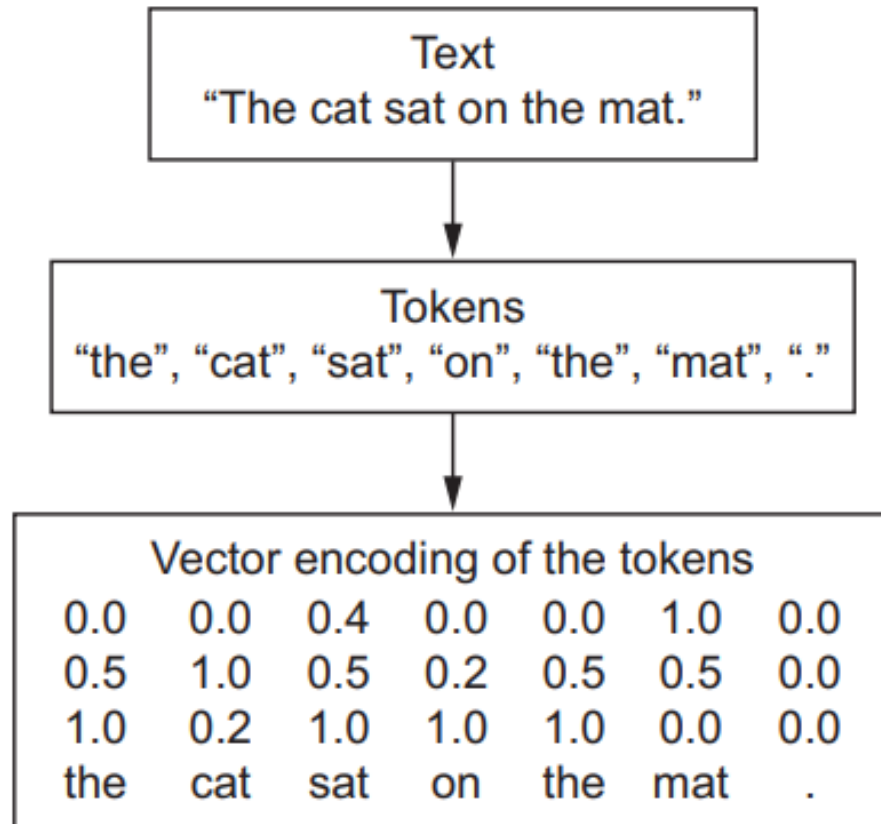 Text
“The cat sat on the mat.”
Tokens
“the”, “cat”, “sat”, “on”, “the”, “mat”, “.”
Vector encoding of the tokens
0.0 0.0 0.4 0.0 0.0 1.0 0.0
0.5 1.0 0.5 0.2 0.5 0.5 0.0
1.0 0.2 1.0 1.0 1.0 0.0 0.0
the cat sat on the mat .